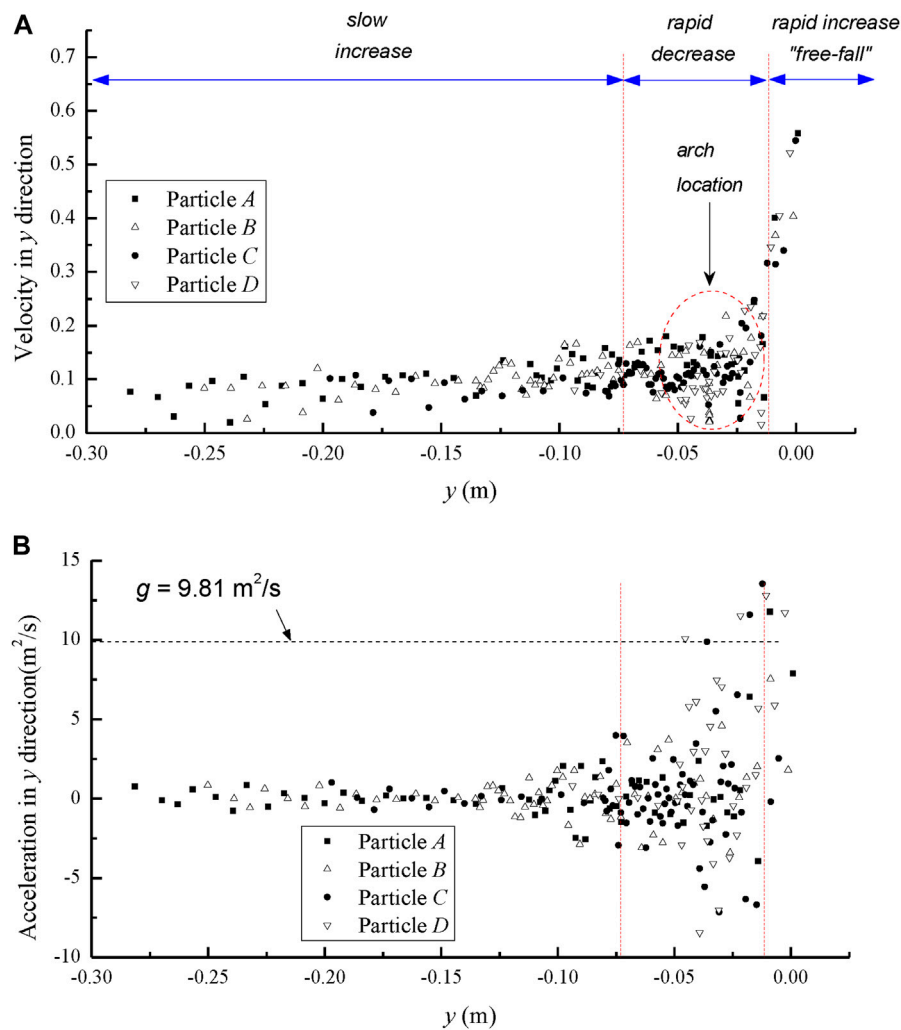 A
slow
increase
rapid
decrease
rapid increase
"free-fall"
0.7
0.6
0.5
0.4
0.3
0.2
0.1
0.0
Velocity in y direction
Particle A
Particle B
Particle C
Particle D
arch
location
-0.30
-0.25
-0.20
-0.15
-0.10
-0.05
0.00
y (m)
B
15
10
5
0
-5
-10
Acceleration in y direction(m²/s)
g = 9.81 m²/s
Particle A
Particle B
Particle C
Particle D
-0.30
-0.25
-0.20
-0.15
-0.10
-0.05
0.00
y (m)